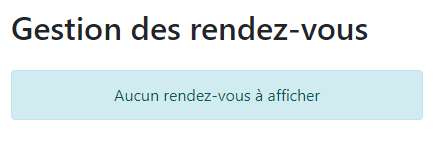 Gestion des rendez-vous
Aucun rendez-vous à afficher